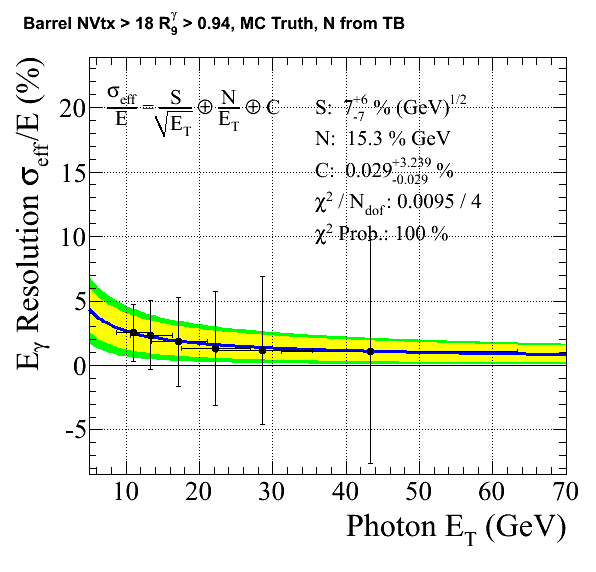 Barrel NVtx > 18 R₉^γ > 0.94, MC Truth, N from TB
E_γ Resolution σ_eff/E (%)
σ_eff/E = S/√E_T ⊕ N/E_T ⊕ C
S: 7 +6 -7 % (GeV)^1/2
N: 15.3 % GeV
C: 0.029 +3.239 -0.029 %
χ² / N_dof : 0.0095 / 4
χ² Prob.: 100 %
20
15
10
5
0
-5
10 20 30 40 50 60 70
Photon E_T (GeV)